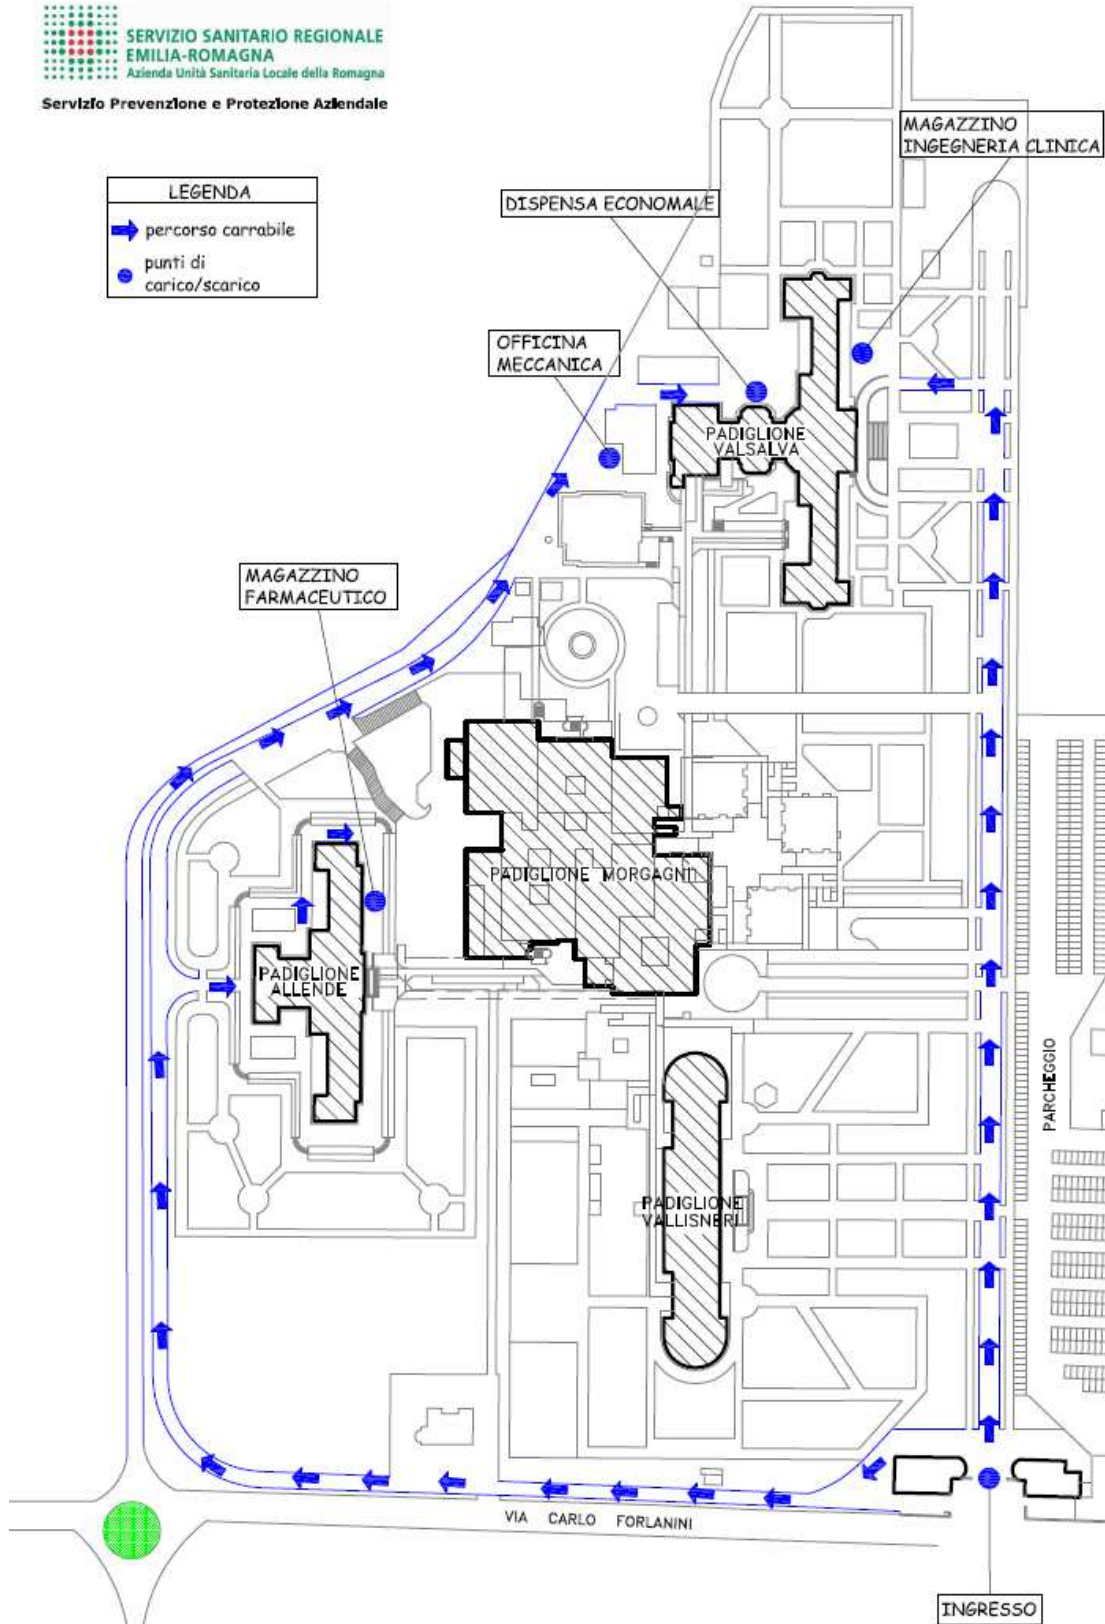 SERVIZIO SANITARIO REGIONALE
EMILIA-ROMAGNA
Azienda Unità Sanitaria Locale della Romagna
Servizio Prevenzione e Protezione Aziendale
LEGENDA
percorso carrabile
punti di
carico/scarico
MAGAZZINO
INGEGNERIA CLINICA
DISPENSA ECONOMALE
OFFICINA
MECCANICA
PADIGLIONE
VALSALVA
MAGAZZINO
FARMACEUTICO
PADIGLIONE MORGAGNI
PADIGLIONE
ALLENDE
PARCHEGGIO
PADIGLIONE
VALLISNERI
VIA CARLO FORLANINI
INGRESSO